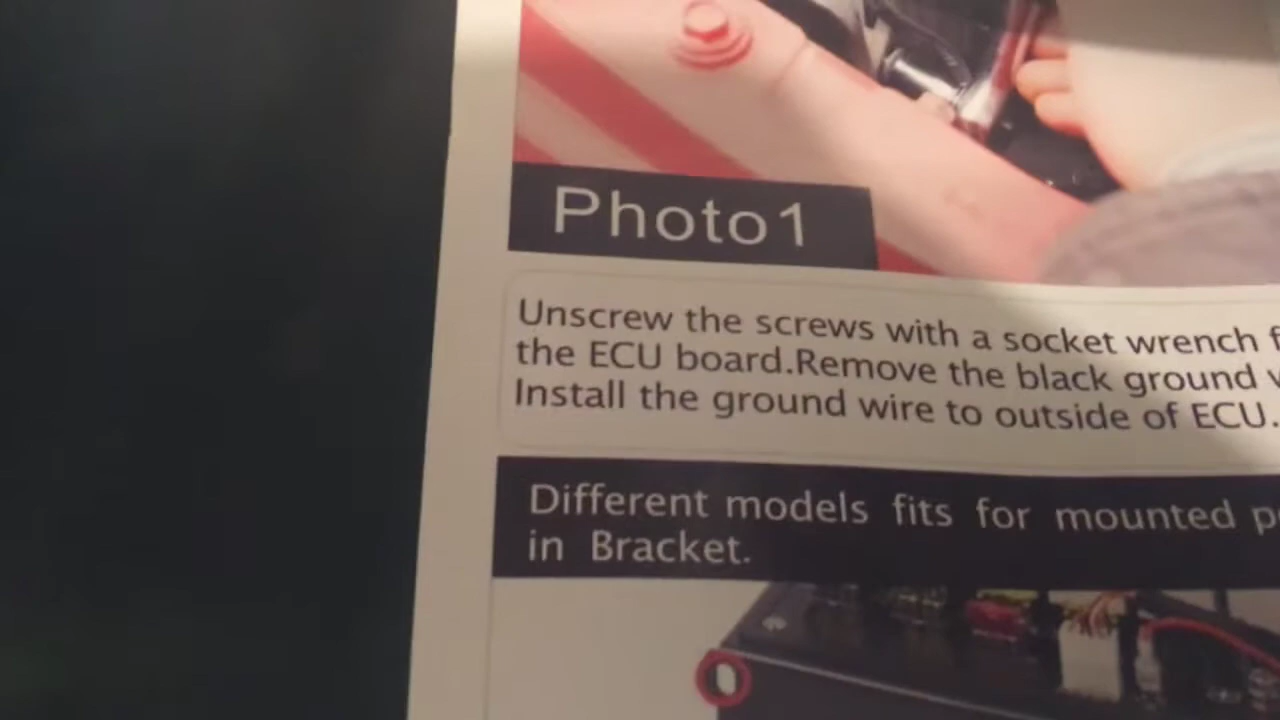 Photo1
Unscrew the screws with a socket wrench
the ECU board.Remove the black ground
Install the ground wire to outside of ECU.
Different models fits for mounted
in Bracket.